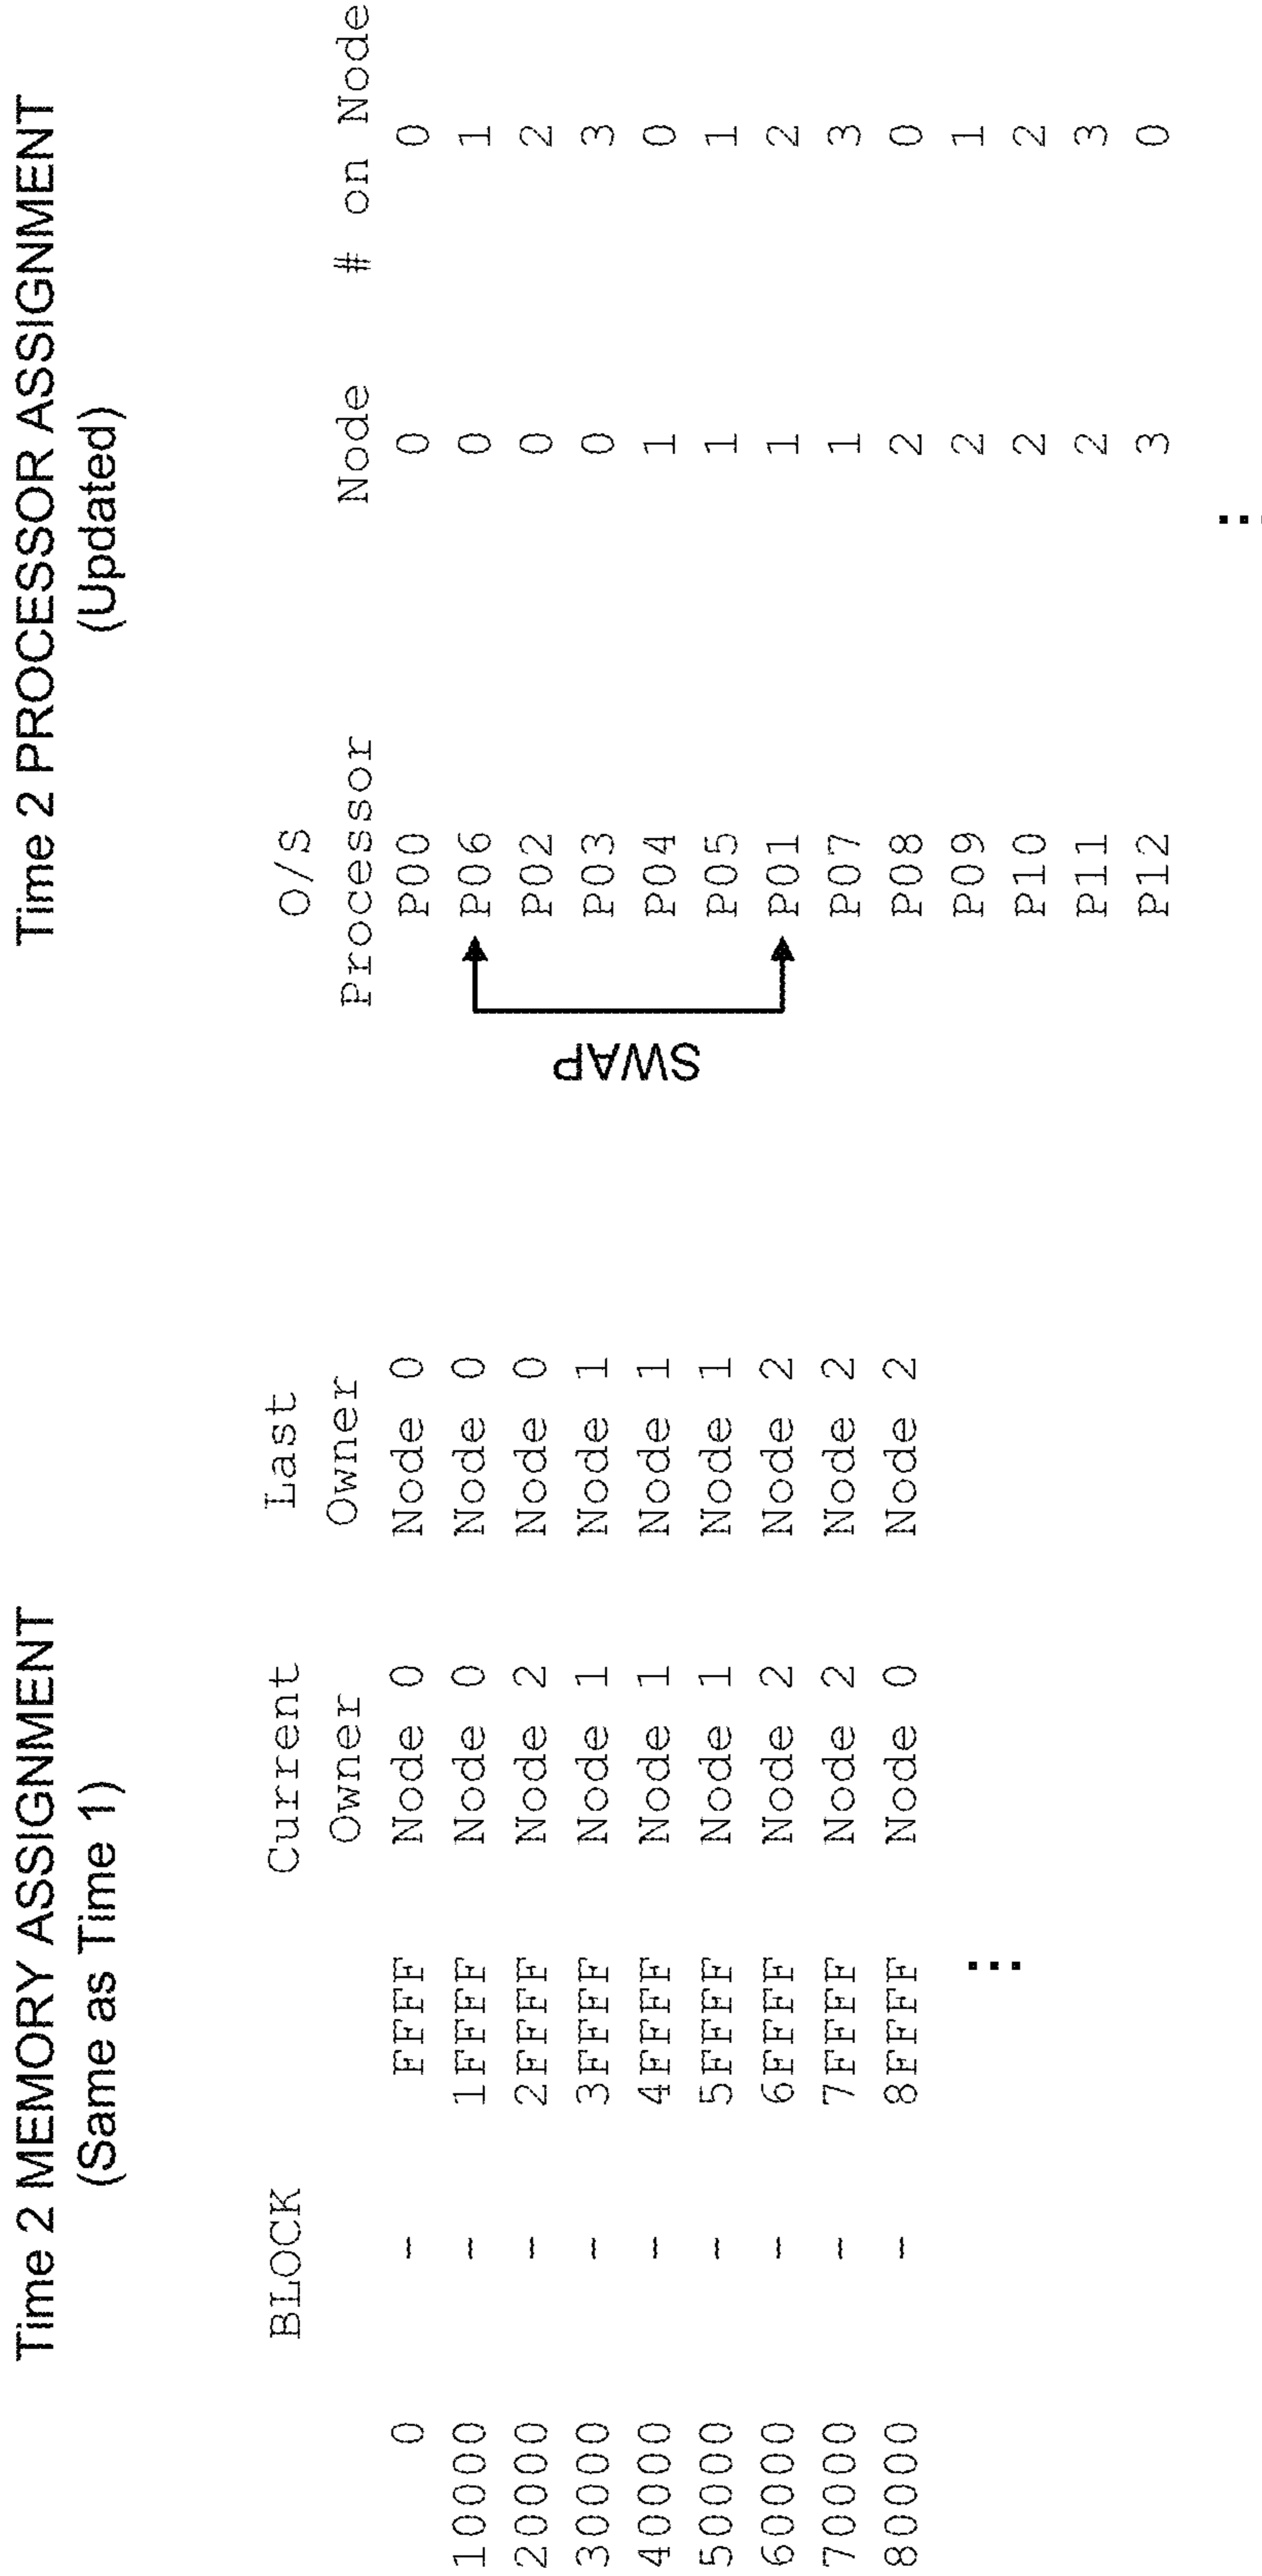 Time 2 MEMORY ASSIGNMENT
(Same as Time 1)
BLOCK Current Last
Owner Owner
0 - FFFF Node 0 Node 0
10000 - 1FFFF Node 0 Node 0
20000 - 2FFFF Node 2 Node 0
30000 - 3FFFF Node 1 Node 1
40000 - 4FFFF Node 1 Node 1
50000 - 5FFFF Node 1 Node 1
60000 - 6FFFF Node 2 Node 2
70000 - 7FFFF Node 2 Node 2
80000 - 8FFFF Node 0 Node 2
...
Time 2 PROCESSOR ASSIGNMENT
(Updated)
O/S
Processor Node # on Node
P00 0 0
P06 0 1
P02 0 2
P03 0 3
P04 1 0
P05 1 1
P01 1 2
P07 1 3
P08 2 0
P09 2 1
P10 2 2
P11 2 3
P12 3 0
...
SWAP